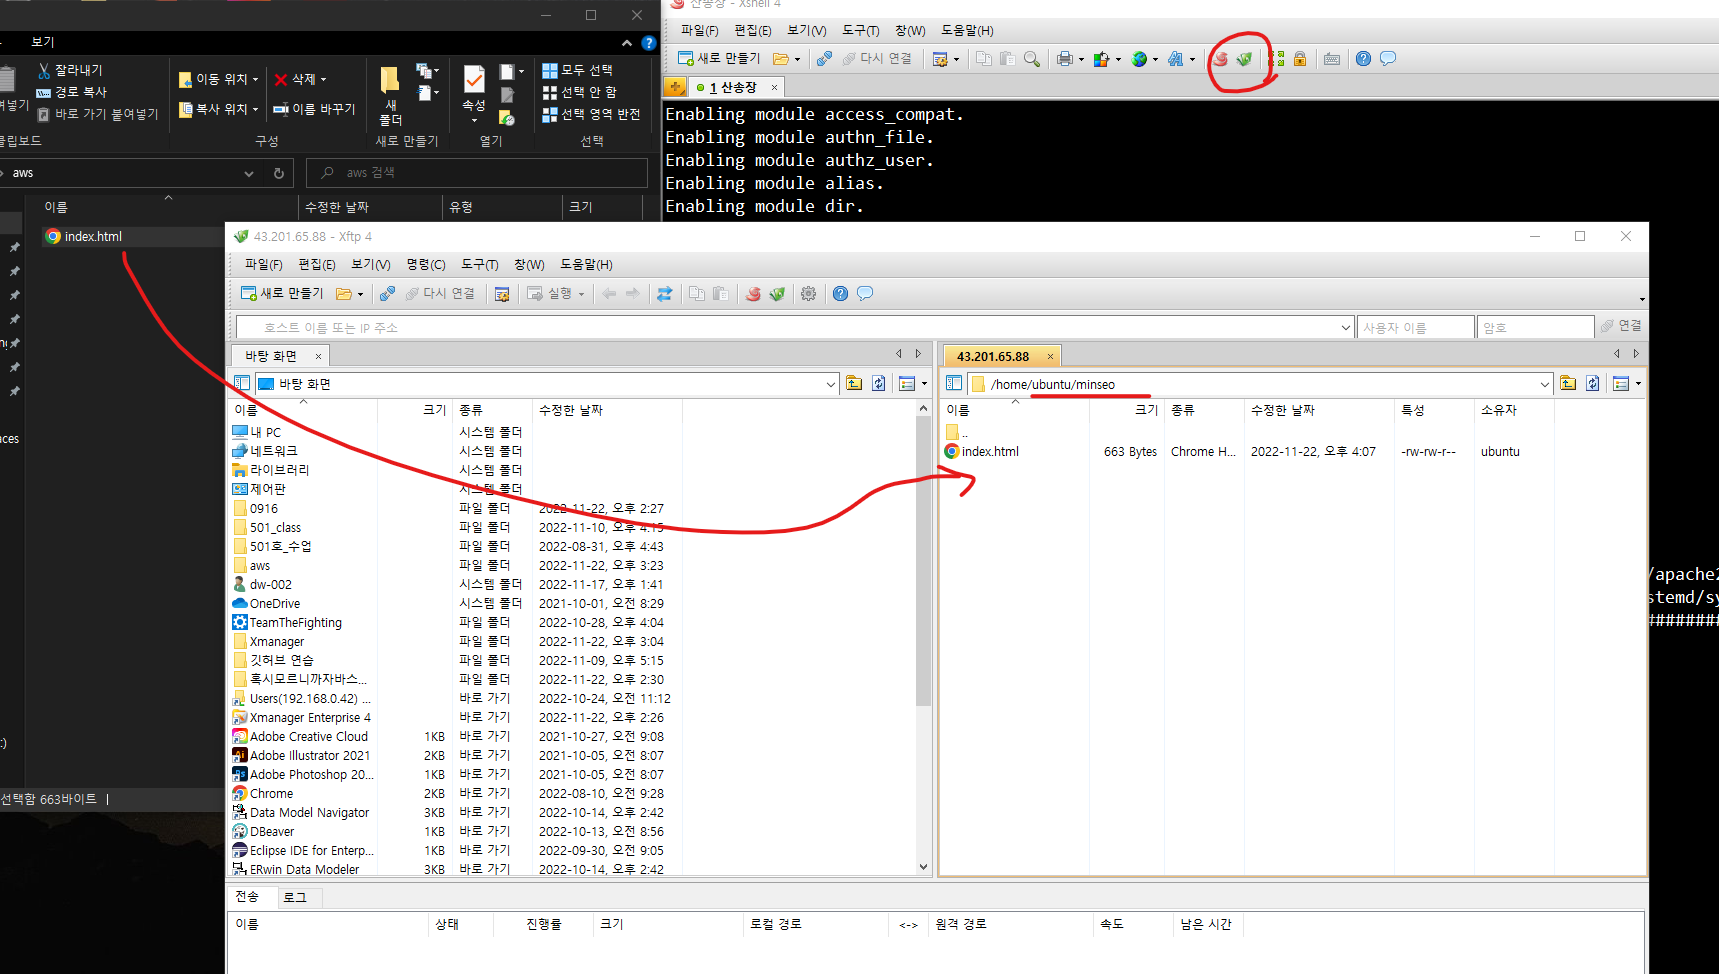 보기
잘라내기
경로 복사
바로 가기 붙여넣기
이동 위치
복사 위치
삭제
이름 바꾸기
구성
새
폴더
새로 만들기
속성
열기
모두 선택
선택 안 함
선택 영역 반전
선택
aws
aws 검색
이름
수정한 날짜
유형
크기
index.html
선택함 663바이트
산송장 - Xshell 4
파일(F) 편집(E) 보기(V) 도구(T) 창(W) 도움말(H)
새로 만들기 다시 연결
1 산송장
Enabling module access_compat.
Enabling module authn_file.
Enabling module authz_user.
Enabling module alias.
Enabling module dir.
/apache2
stemd/sy
#########
43.201.65.88 - Xftp 4
파일(F) 편집(E) 보기(V) 명령(C) 도구(T) 창(W) 도움말(H)
새로 만들기 다시 연결 실행
호스트 이름 또는 IP 주소 사용자 이름 암호 연결
바탕 화면
바탕 화면
이름 크기 종류 수정한 날짜
내 PC 시스템 폴더
네트워크 시스템 폴더
라이브러리 시스템 폴더
제어판 시스템 폴더
0916 파일 폴더 2022-11-22, 오후 2:27
501_class 파일 폴더 2022-11-10, 오후 4:15
501호_수업 파일 폴더 2022-08-31, 오후 4:43
aws 파일 폴더 2022-11-22, 오후 3:23
dw-002 시스템 폴더 2022-11-17, 오후 1:41
OneDrive 시스템 폴더 2021-10-01, 오전 8:29
TeamTheFighting 파일 폴더 2022-10-28, 오후 4:04
Xmanager 파일 폴더 2022-11-22, 오후 3:04
깃허브 연습 파일 폴더 2022-11-09, 오후 5:15
혹시모르니까자바스... 파일 폴더 2022-11-22, 오후 2:30
Users(192.168.0.42) ... 바로 가기 2022-10-24, 오전 11:12
Xmanager Enterprise 4 바로 가기 2022-11-22, 오후 2:26
Adobe Creative Cloud 1KB 바로 가기 2021-10-27, 오전 9:08
Adobe Illustrator 2021 2KB 바로 가기 2021-10-05, 오전 8:07
Adobe Photoshop 20... 1KB 바로 가기 2021-10-05, 오전 8:07
Chrome 2KB 바로 가기 2022-08-10, 오전 9:28
Data Model Navigator 3KB 바로 가기 2022-10-14, 오후 2:42
DBeaver 1KB 바로 가기 2022-10-13, 오전 8:56
Eclipse IDE for Enterp... 1KB 바로 가기 2022-09-30, 오전 9:05
ERwin Data Modeler 3KB 바로 가기 2022-10-14, 오후 2:42
43.201.65.88
/home/ubuntu/minseo
이름 크기 종류 수정한 날짜 특성 소유자
..
index.html 663 Bytes Chrome H... 2022-11-22, 오후 4:07 -rw-rw-r-- ubuntu
전송 로그
이름 상태 진행률 크기 로컬 경로 <-> 원격 경로 속도 남은 시간